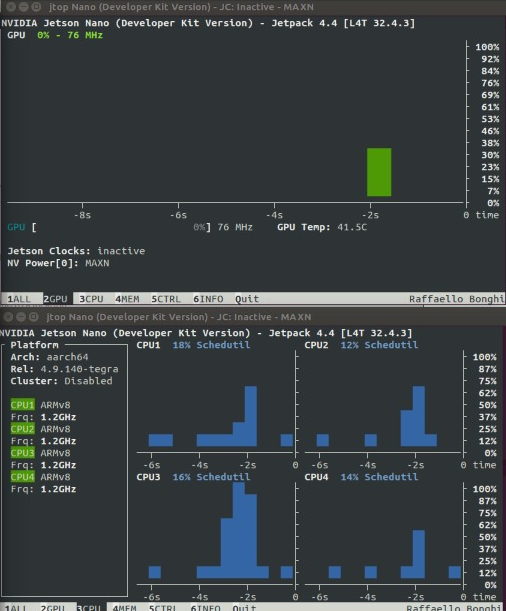 jtop Nano (Developer Kit Version) - JC: Inactive - MAXN
NVIDIA Jetson Nano (Developer Kit Version) - Jetpack 4.4 [L4T 32.4.3]
GPU 0% - 76 MHz
100%
92%
84%
76%
69%
61%
53%
46%
38%
30%
23%
15%
7%
0%
-8s -6s -4s -2s 0 time
GPU [ 0%] 76 MHz GPU Temp: 41.5C
Jetson Clocks: inactive
NV Power[0]: MAXN
1ALL 2GPU 3CPU 4MEM 5CTRL 6INFO Quit Raffaello Bonghi
jtop Nano (Developer Kit Version) - JC: Inactive - MAXN
NVIDIA Jetson Nano (Developer Kit Version) - Jetpack 4.4 [L4T 32.4.3]
Platform
Arch: aarch64
Rel: 4.9.140-tegra
Cluster: Disabled
CPU1 ARMv8
Frq: 1.2GHz
CPU2 ARMv8
Frq: 1.2GHz
CPU3 ARMv8
Frq: 1.2GHz
CPU4 ARMv8
Frq: 1.2GHz
CPU1 18% Schedutil
-6s -4s -2s 0
CPU2 12% Schedutil
100%
87%
75%
62%
50%
37%
25%
12%
0%
-6s -4s -2s 0 time
CPU3 16% Schedutil
-6s -4s -2s 0
CPU4 14% Schedutil
100%
87%
75%
62%
50%
37%
25%
12%
0%
-6s -4s -2s 0 time
1ALL 2GPU 3CPU 4MEM 5CTRL 6INFO Quit Raffaello Bonghi